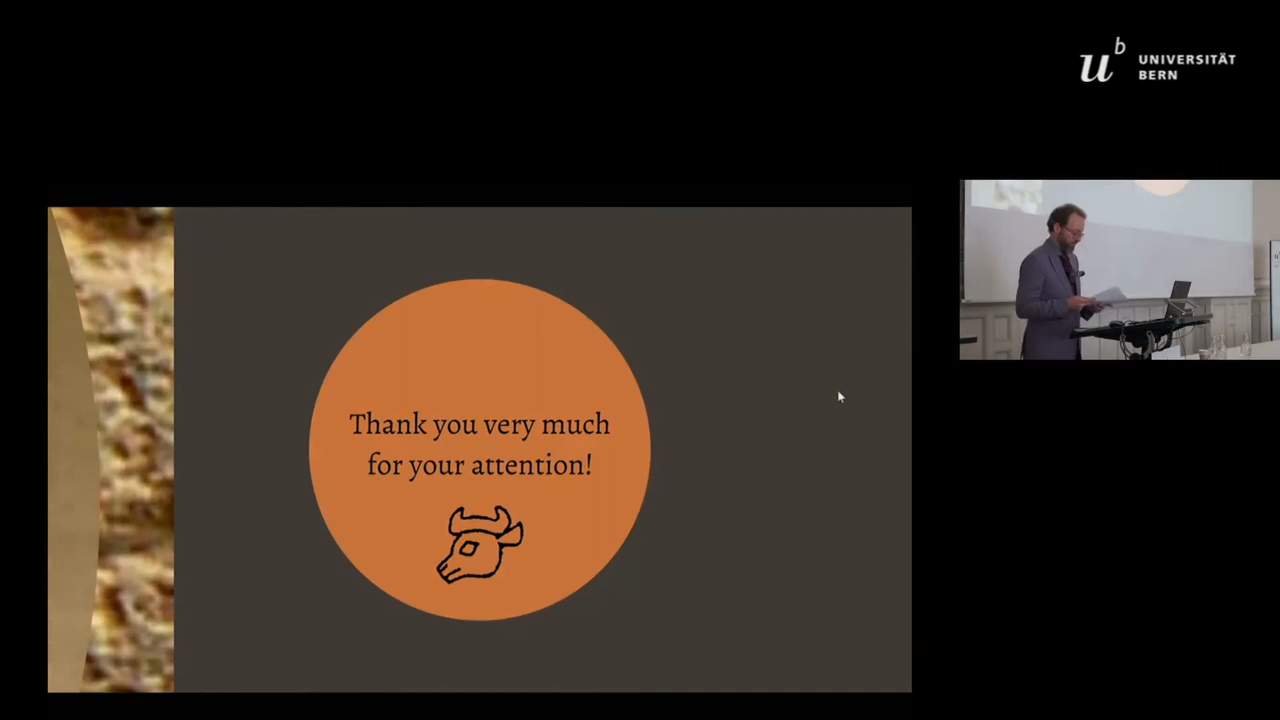 u b UNIVERSITÄT
BERN
Thank you very much
for your attention!